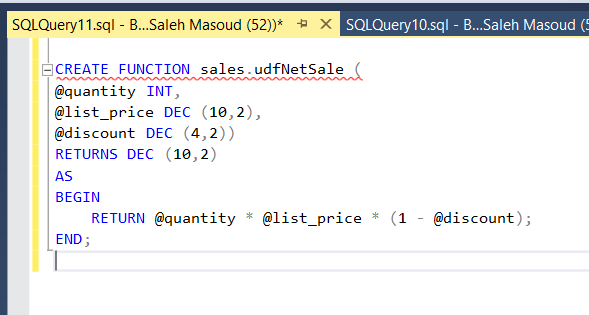 SQLQuery11.sql - B...Saleh Masoud (52))* SQLQuery10.sql - B...Saleh Masoud
CREATE FUNCTION sales.udfNetSale (
@quantity INT,
@list_price DEC (10,2),
@discount DEC (4,2))
RETURNS DEC (10,2)
AS
BEGIN
    RETURN @quantity * @list_price * (1 - @discount);
END;